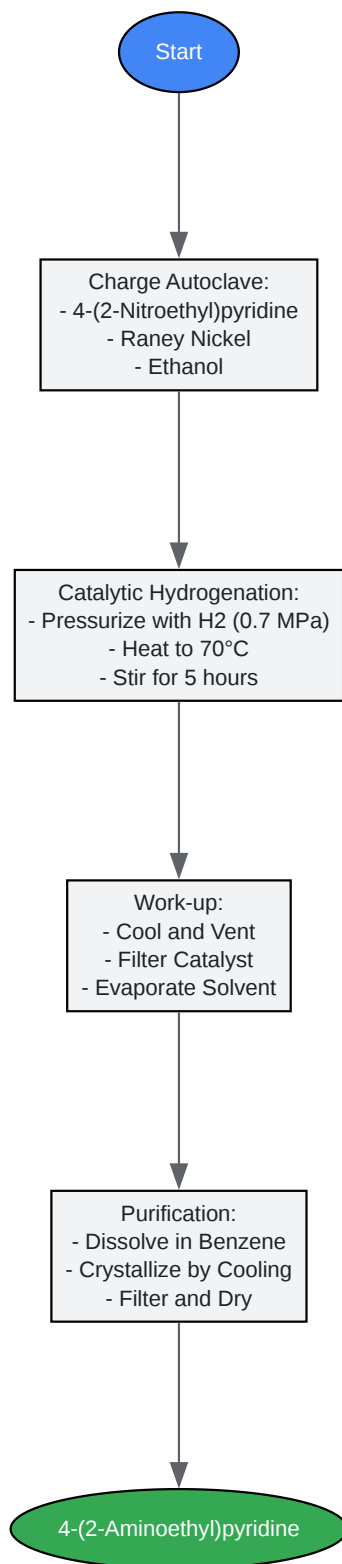 Start
Charge Autoclave:
- 4-(2-Nitroethyl)pyridine
- Raney Nickel
- Ethanol
Catalytic Hydrogenation:
- Pressurize with H2 (0.7 MPa)
- Heat to 70°C
- Stir for 5 hours
Work-up:
- Cool and Vent
- Filter Catalyst
- Evaporate Solvent
Purification:
- Dissolve in Benzene
- Crystallize by Cooling
- Filter and Dry
4-(2-Aminoethyl)pyridine